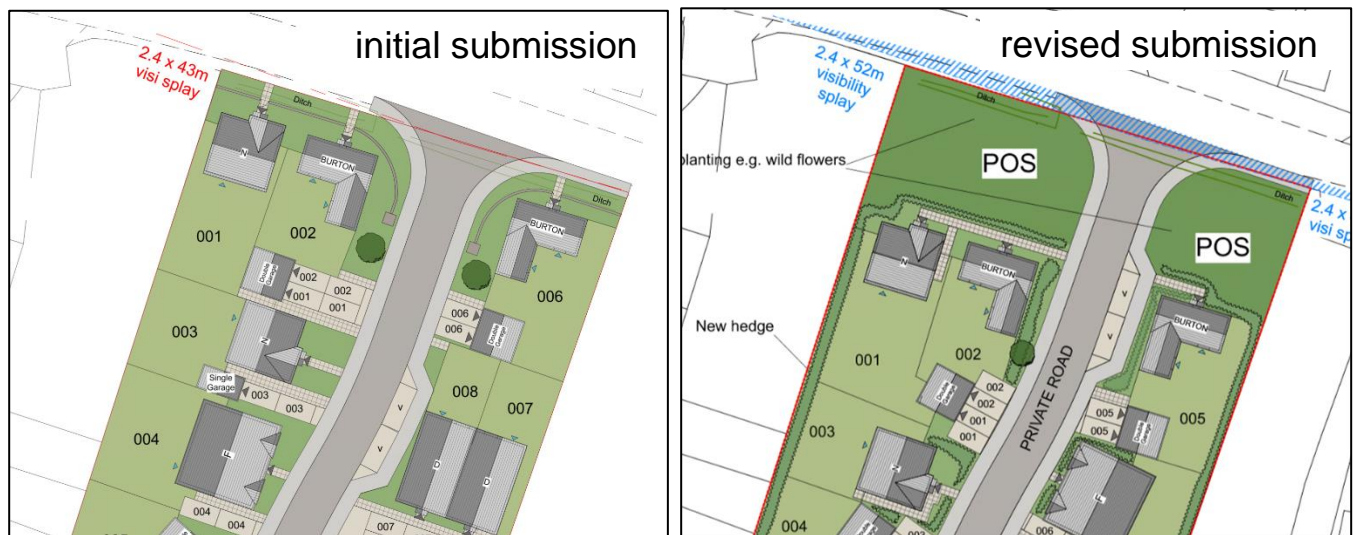 initial submission
2.4 x 43m
visi splay
Ditch
N
BURTON
Ditch
BURTON
001
002
Double
Garage
002
001
002
001
006
006
006
Double
Garage
003
N
Single
Garage
003
003
008
007
V
V
004
F
D
D
004
004
007
revised submission
2.4 x 52m
visibility
splay
Ditch
planting e.g. wild flowers
POS
Ditch
2.4 x
visi sp
POS
N
BURTON
V
V
BURTON
New hedge
001
002
Double
Garage
002
002
001
001
PRIVATE ROAD
005
005
005
Double
Garage
003
N
F
004
003
006